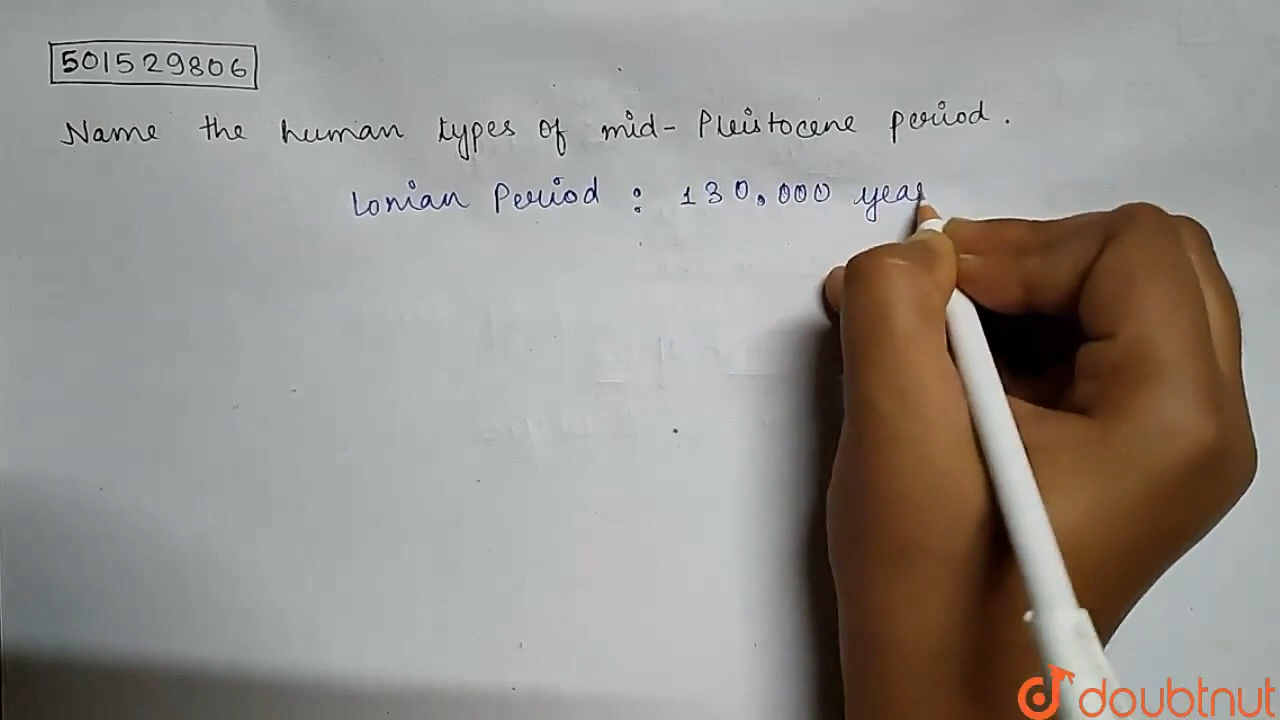 501529806
Name the human types of mid-Pleistocene period.
Ionian Period : 130,000 year
doubtnut